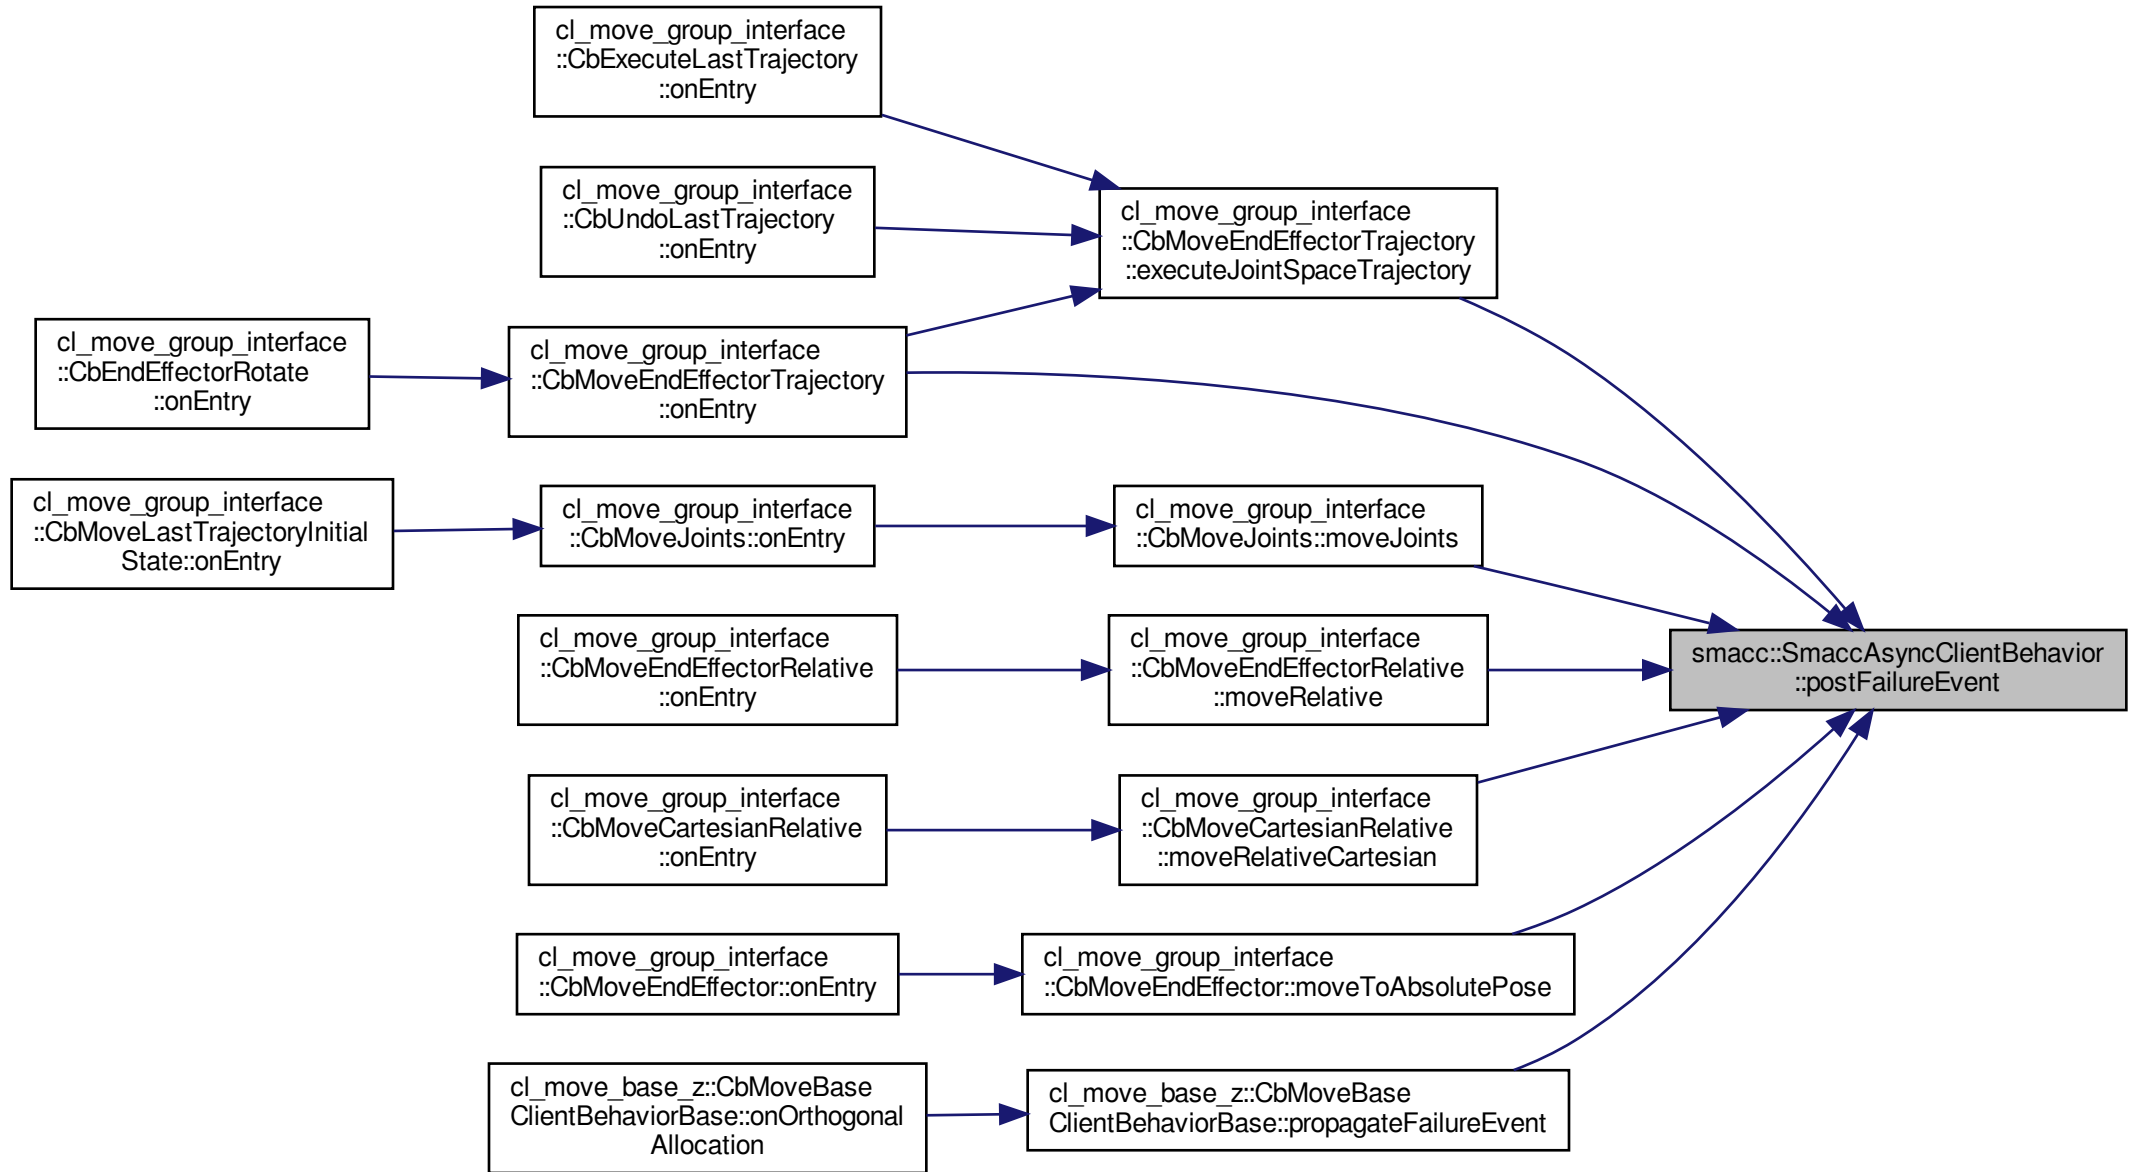 cl_move_group_interface
::CbExecuteLastTrajectory
::onEntry
cl_move_group_interface
::CbUndoLastTrajectory
::onEntry
cl_move_group_interface
::CbMoveEndEffectorTrajectory
::executeJointSpaceTrajectory
cl_move_group_interface
::CbEndEffectorRotate
::onEntry
cl_move_group_interface
::CbMoveEndEffectorTrajectory
::onEntry
cl_move_group_interface
::CbMoveLastTrajectoryInitial
State::onEntry
cl_move_group_interface
::CbMoveJoints::onEntry
cl_move_group_interface
::CbMoveJoints::moveJoints
cl_move_group_interface
::CbMoveEndEffectorRelative
::onEntry
cl_move_group_interface
::CbMoveEndEffectorRelative
::moveRelative
smacc::SmaccAsyncClientBehavior
::postFailureEvent
cl_move_group_interface
::CbMoveCartesianRelative
::onEntry
cl_move_group_interface
::CbMoveCartesianRelative
::moveRelativeCartesian
cl_move_group_interface
::CbMoveEndEffector::onEntry
cl_move_group_interface
::CbMoveEndEffector::moveToAbsolutePose
cl_move_base_z::CbMoveBase
ClientBehaviorBase::onOrthogonal
Allocation
cl_move_base_z::CbMoveBase
ClientBehaviorBase::propagateFailureEvent